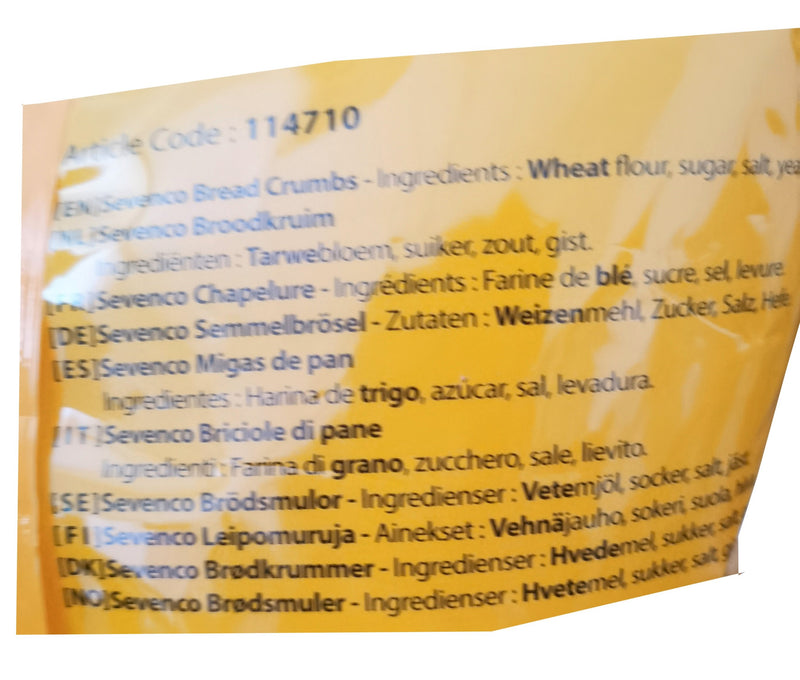 Article Code : 114710
[EN]Sevenco Bread Crumbs - Ingredients : Wheat flour, sugar, salt, yea
[NL]Sevenco Broodkruim
Ingrediënten : Tarwebloem, suiker, zout, gist.
[FR]Sevenco Chapelure - Ingrédients : Farine de blé, sucre, sel, levure.
[DE]Sevenco Semmelbrösel - Zutaten : Weizenmehl, Zucker, Salz, Hefe.
[ES]Sevenco Migas de pan
Ingredientes : Harina de trigo, azúcar, sal, levadura.
[IT]Sevenco Briciole di pane
Ingredienti : Farina di grano, zucchero, sale, lievito.
[SE]Sevenco Brödsmulor - Ingredienser : Vetemjöl, socker, salt, jäst.
[FI]Sevenco Leipomuruja - Ainekset : Vehnäjauho, sokeri, suola,
[DK]Sevenco Brødkrummer - Ingredienser : Hvedemel, sukker, salt,
[NO]Sevenco Brødsmuler - Ingredienser : Hvetemel, sukker, salt,